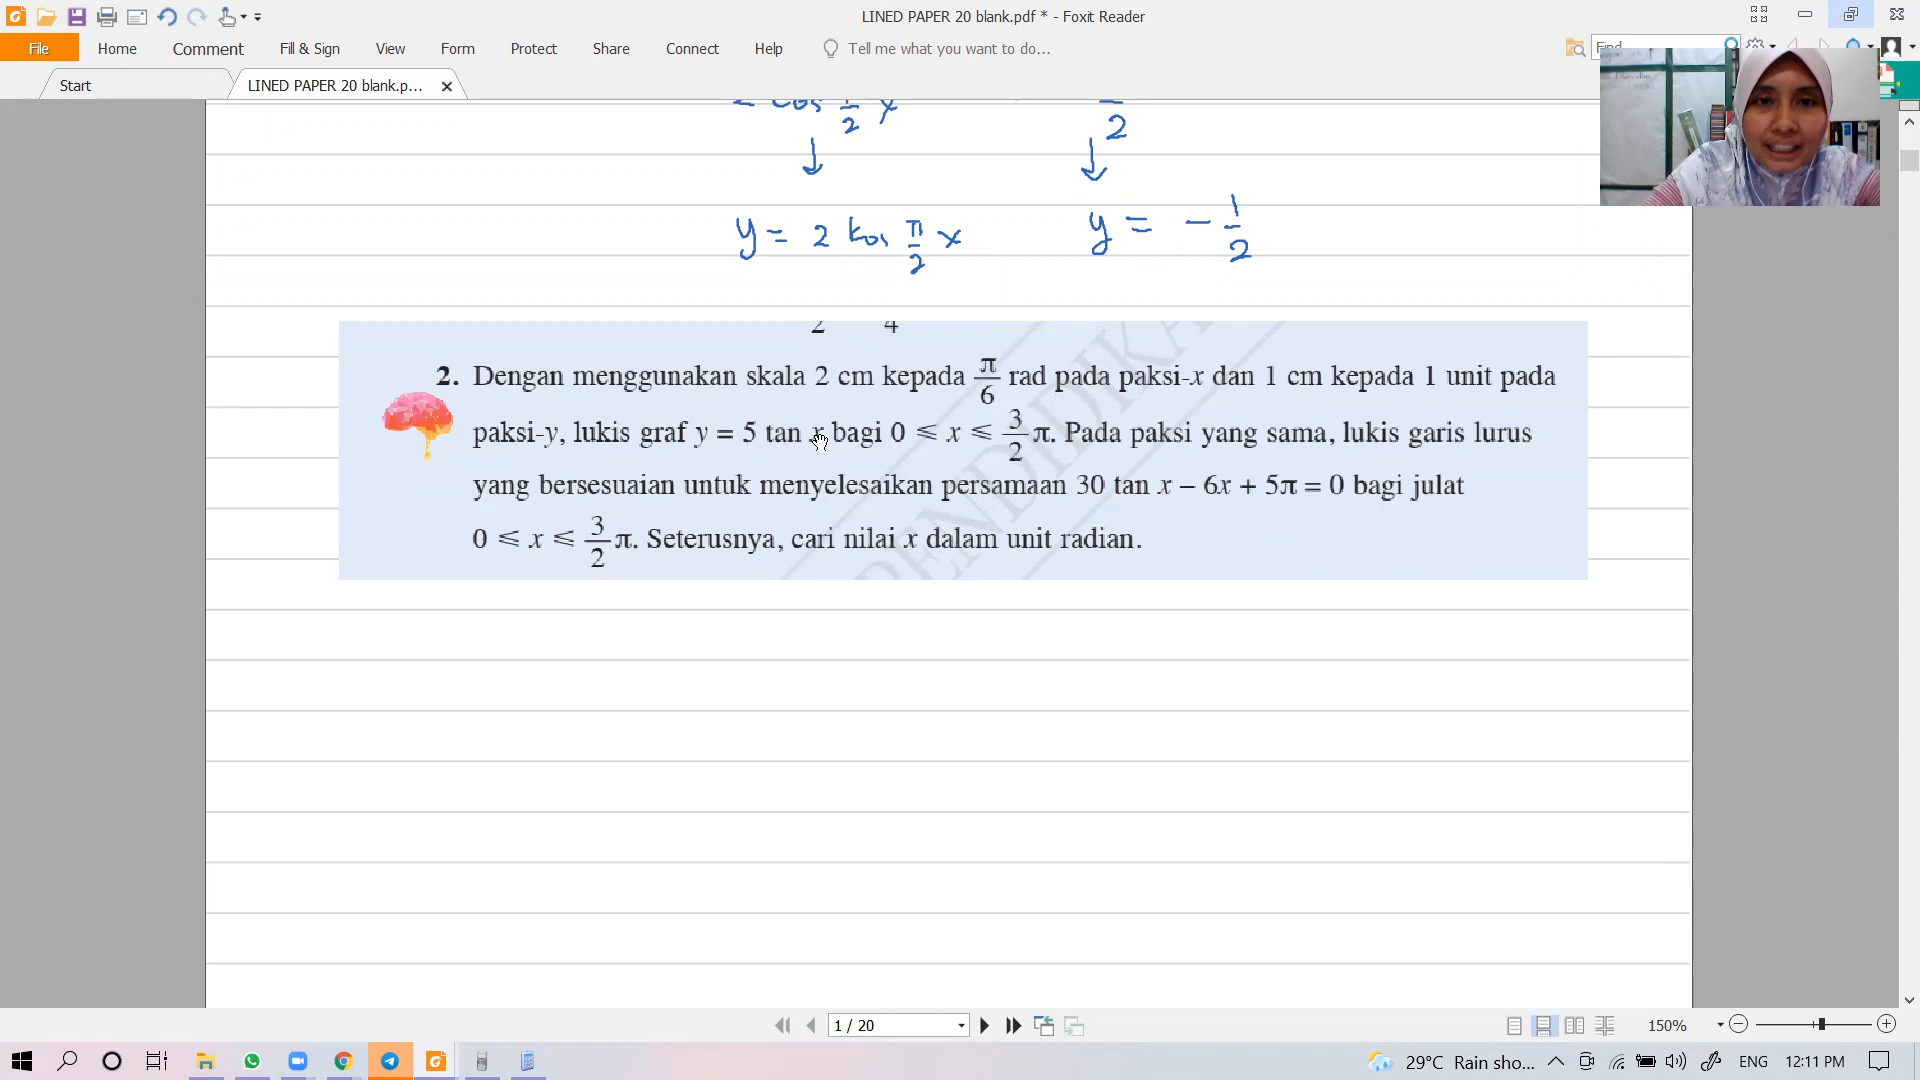 LINED PAPER 20 blank.pdf * - Foxit Reader
File Home Comment Fill & Sign View Form Protect Share Connect Help Tell me what you want to do... Find
Start LINED PAPER 20 blank.p...
2
y = 2 kos π/2 x y = - 1/2
2 4
2. Dengan menggunakan skala 2 cm kepada π/6 rad pada paksi-x dan 1 cm kepada 1 unit pada
paksi-y, lukis graf y = 5 tan x bagi 0 ⩽ x ⩽ 3/2 π. Pada paksi yang sama, lukis garis lurus
yang bersesuaian untuk menyelesaikan persamaan 30 tan x – 6x + 5π = 0 bagi julat
0 ⩽ x ⩽ 3/2 π. Seterusnya, cari nilai x dalam unit radian.
PENDIDIKA
1 / 20 150%
29°C Rain sho... ENG 12:11 PM